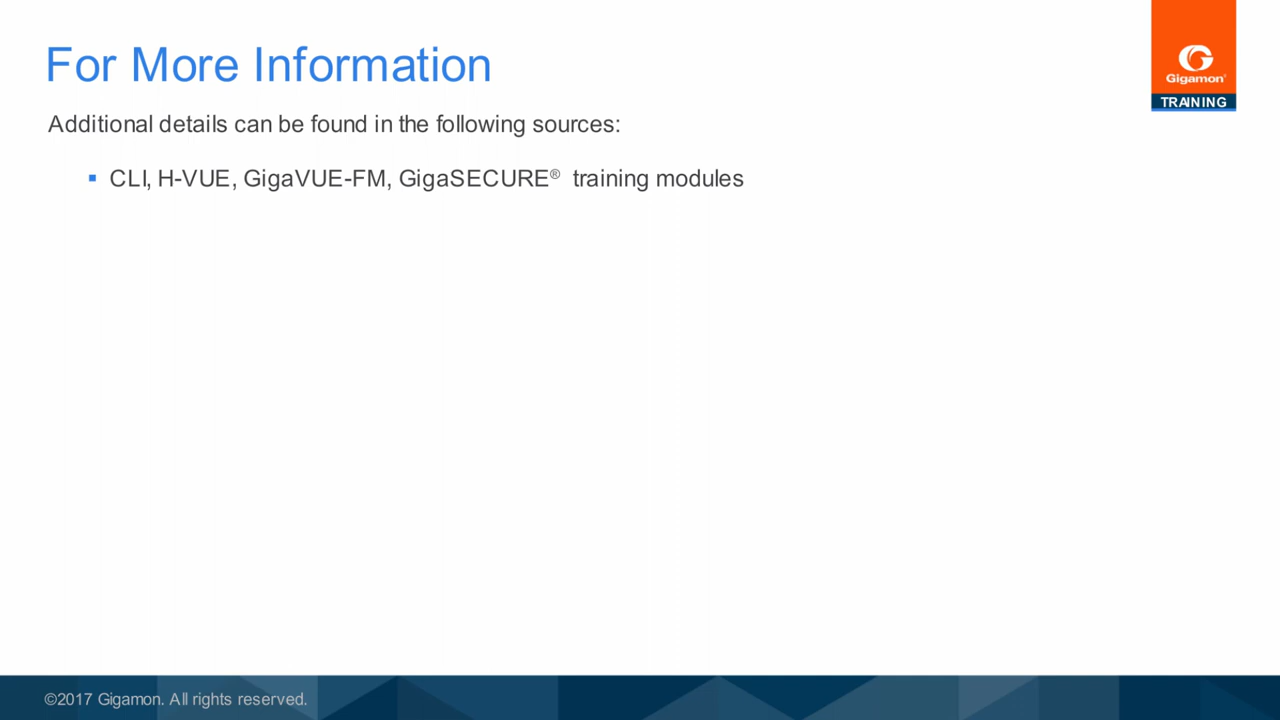 For More Information
Gigamon®
TRAINING
Additional details can be found in the following sources:
▪ CLI, H-VUE, GigaVUE-FM, GigaSECURE® training modules
©2017 Gigamon. All rights reserved.